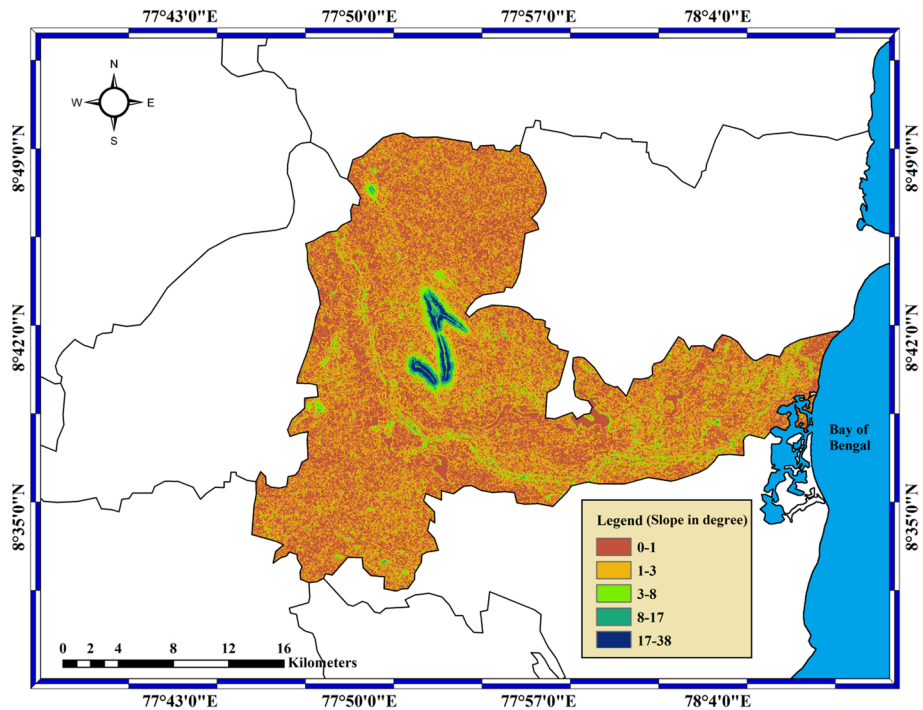 77°43'0"E 77°50'0"E 77°57'0"E 78°4'0"E
N
W E
S
8°49'0"N 8°49'0"N
8°42'0"N 8°42'0"N
Bay of
Bengal
8°35'0"N 8°35'0"N
Legend (Slope in degree)
0-1
1-3
3-8
8-17
17-38
0 2 4 8 12 16
Kilometers
77°43'0"E 77°50'0"E 77°57'0"E 78°4'0"E